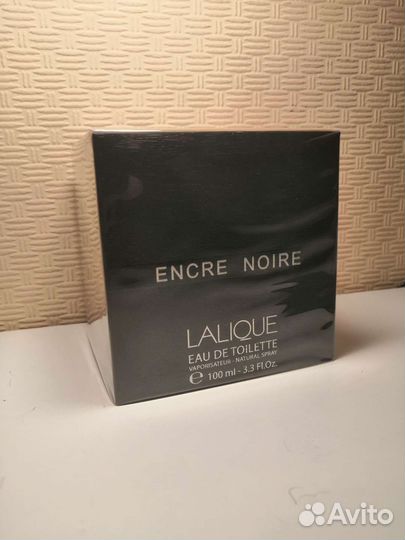 ENCRE NOIRE
LALIQUE
EAU DE TOILETTE
VAPORISATEUR - NATURAL SPRAY
℮ 100 ml - 3.3 Fl.Oz.
Avito